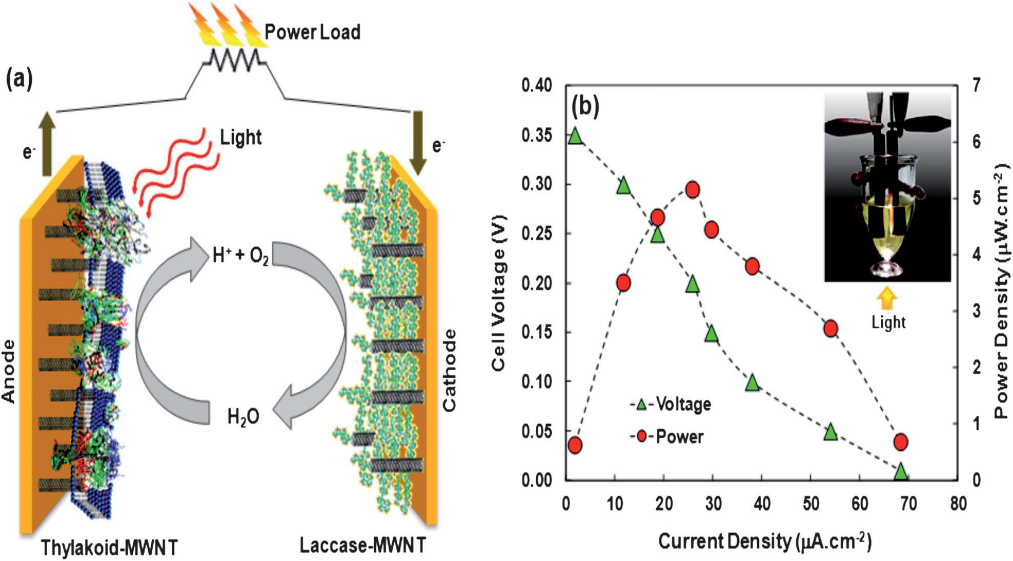 (a)
Power Load
e-
Light
e-
H+ + O2
H2O
Anode
Cathode
Thylakoid-MWNT
Laccase-MWNT
(b)
0.40
0.35
0.30
0.25
0.20
0.15
0.10
0.05
0.00
Cell Voltage (V)
7
6
5
4
3
2
1
0
Power Density (μW.cm-2)
Light
Voltage
Power
0 10 20 30 40 50 60 70 80
Current Density (μA.cm-2)